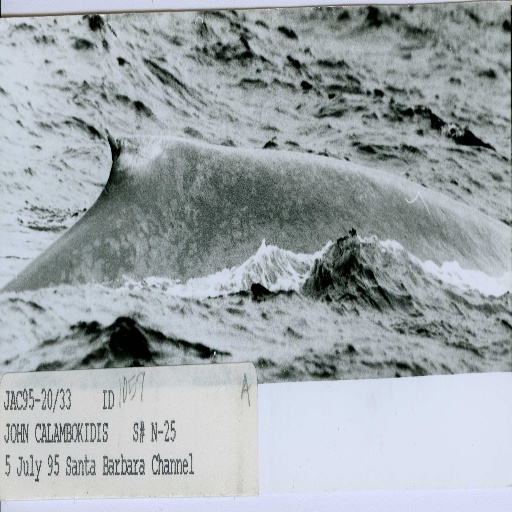 JAC95-20/33 ID 1057 A
JOHN CALAMBOKIDIS S# N-25
5 July 95 Santa Barbara Channel